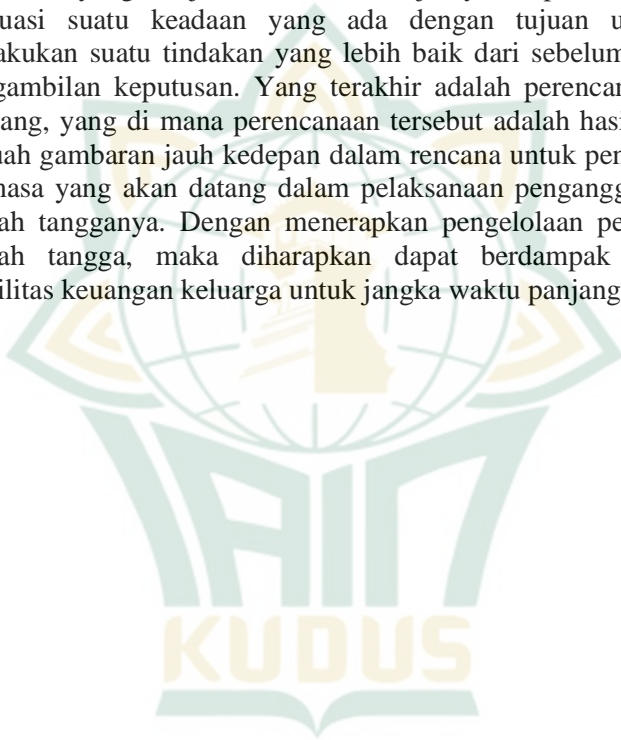 uasi suatu keadaan yang ada dengan tujuan u
akukan suatu tindakan yang lebih baik dari sebelum
gambilan keputusan. Yang terakhir adalah perencar
ang, yang di mana perencanaan tersebut adalah hasi
uah gambaran jauh kedepan dalam rencana untuk pen
nasa yang akan datang dalam pelaksanaan pengangg
ah tangganya. Dengan menerapkan pengelolaan pe
ah tangga, maka diharapkan dapat berdampak
ilitas keuangan keluarga untuk jangka waktu panjang
IAIN
KUDUS